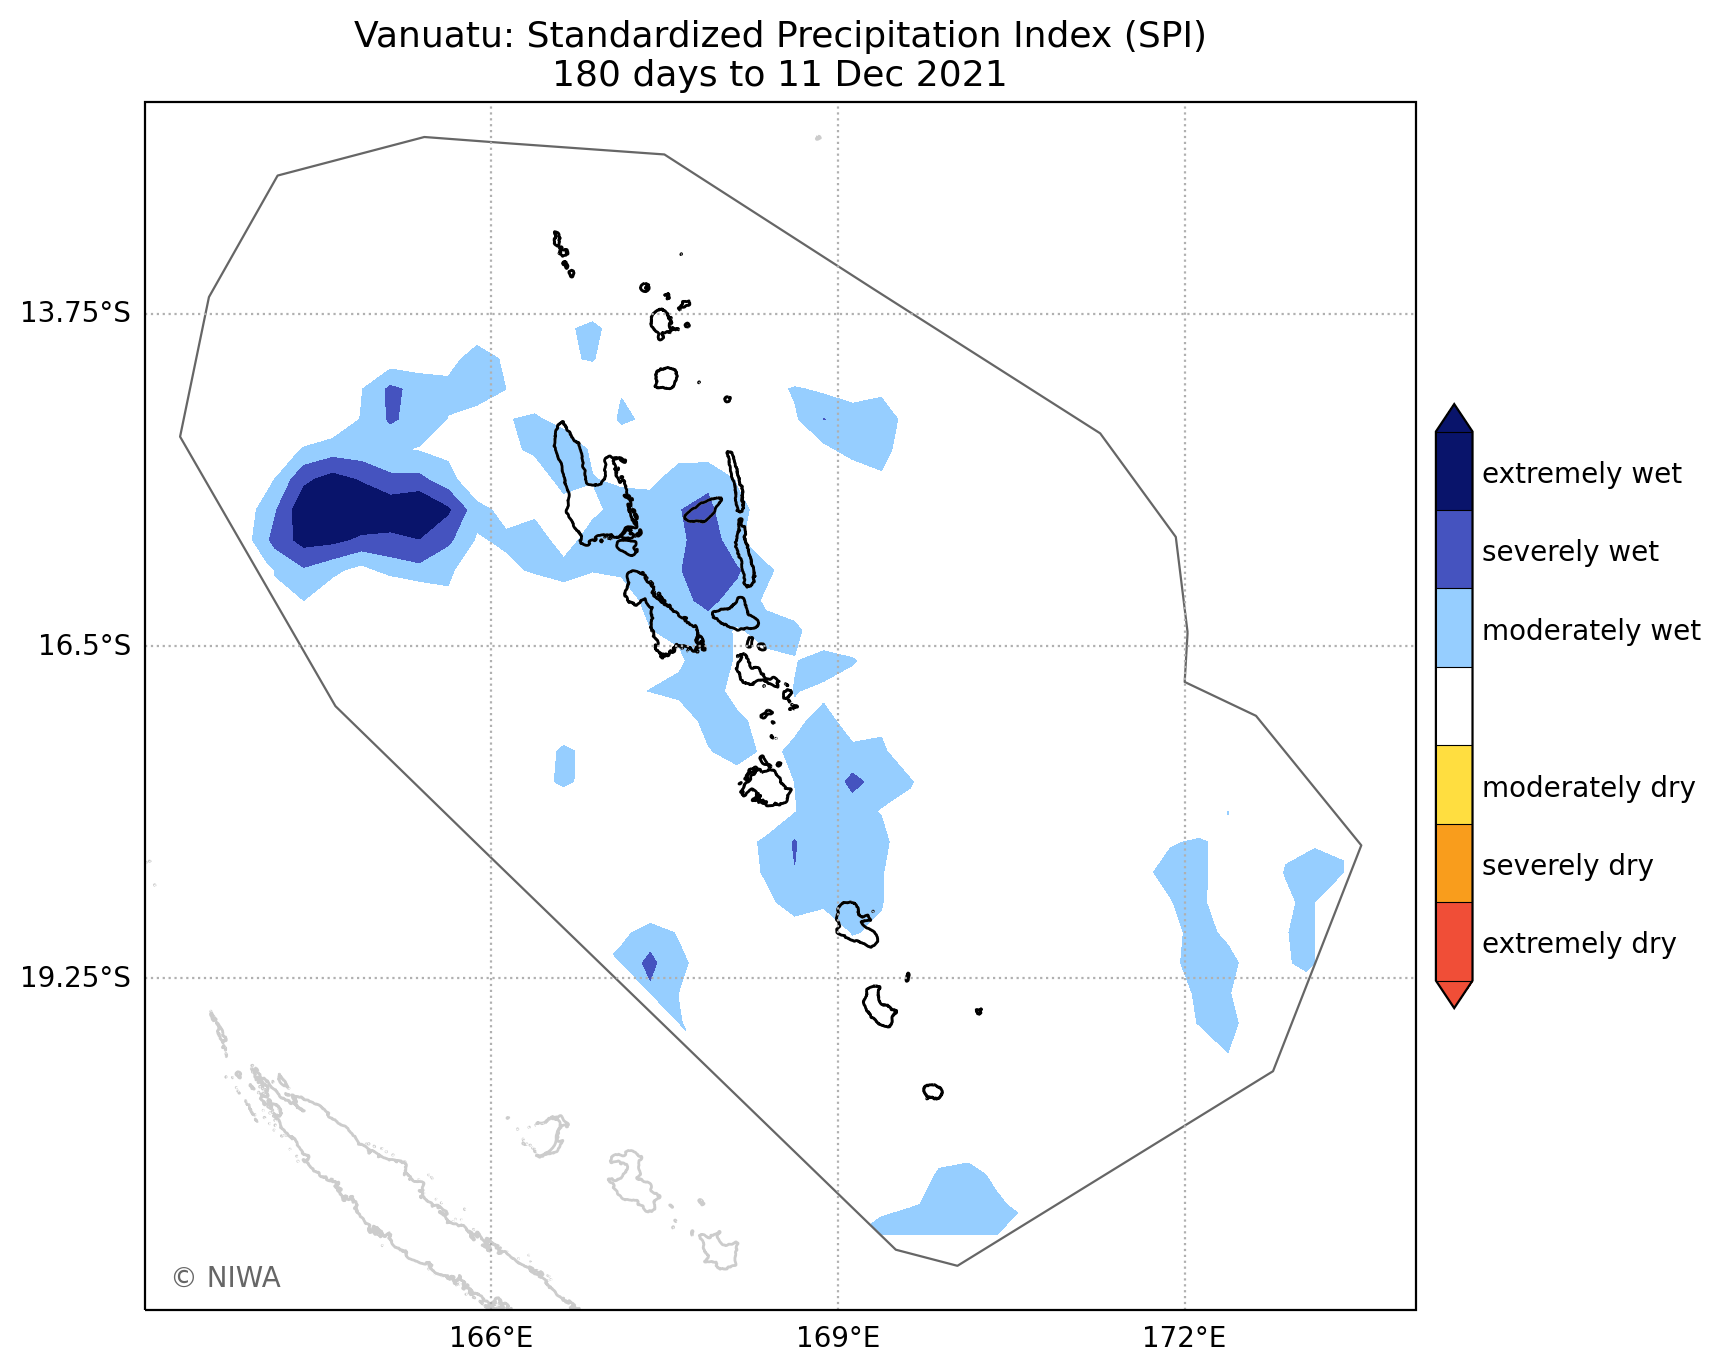 Vanuatu: Standardized Precipitation Index (SPI)
180 days to 11 Dec 2021
13.75°S
16.5°S
19.25°S
166°E
169°E
172°E
extremely wet
severely wet
moderately wet
moderately dry
severely dry
extremely dry
© NIWA